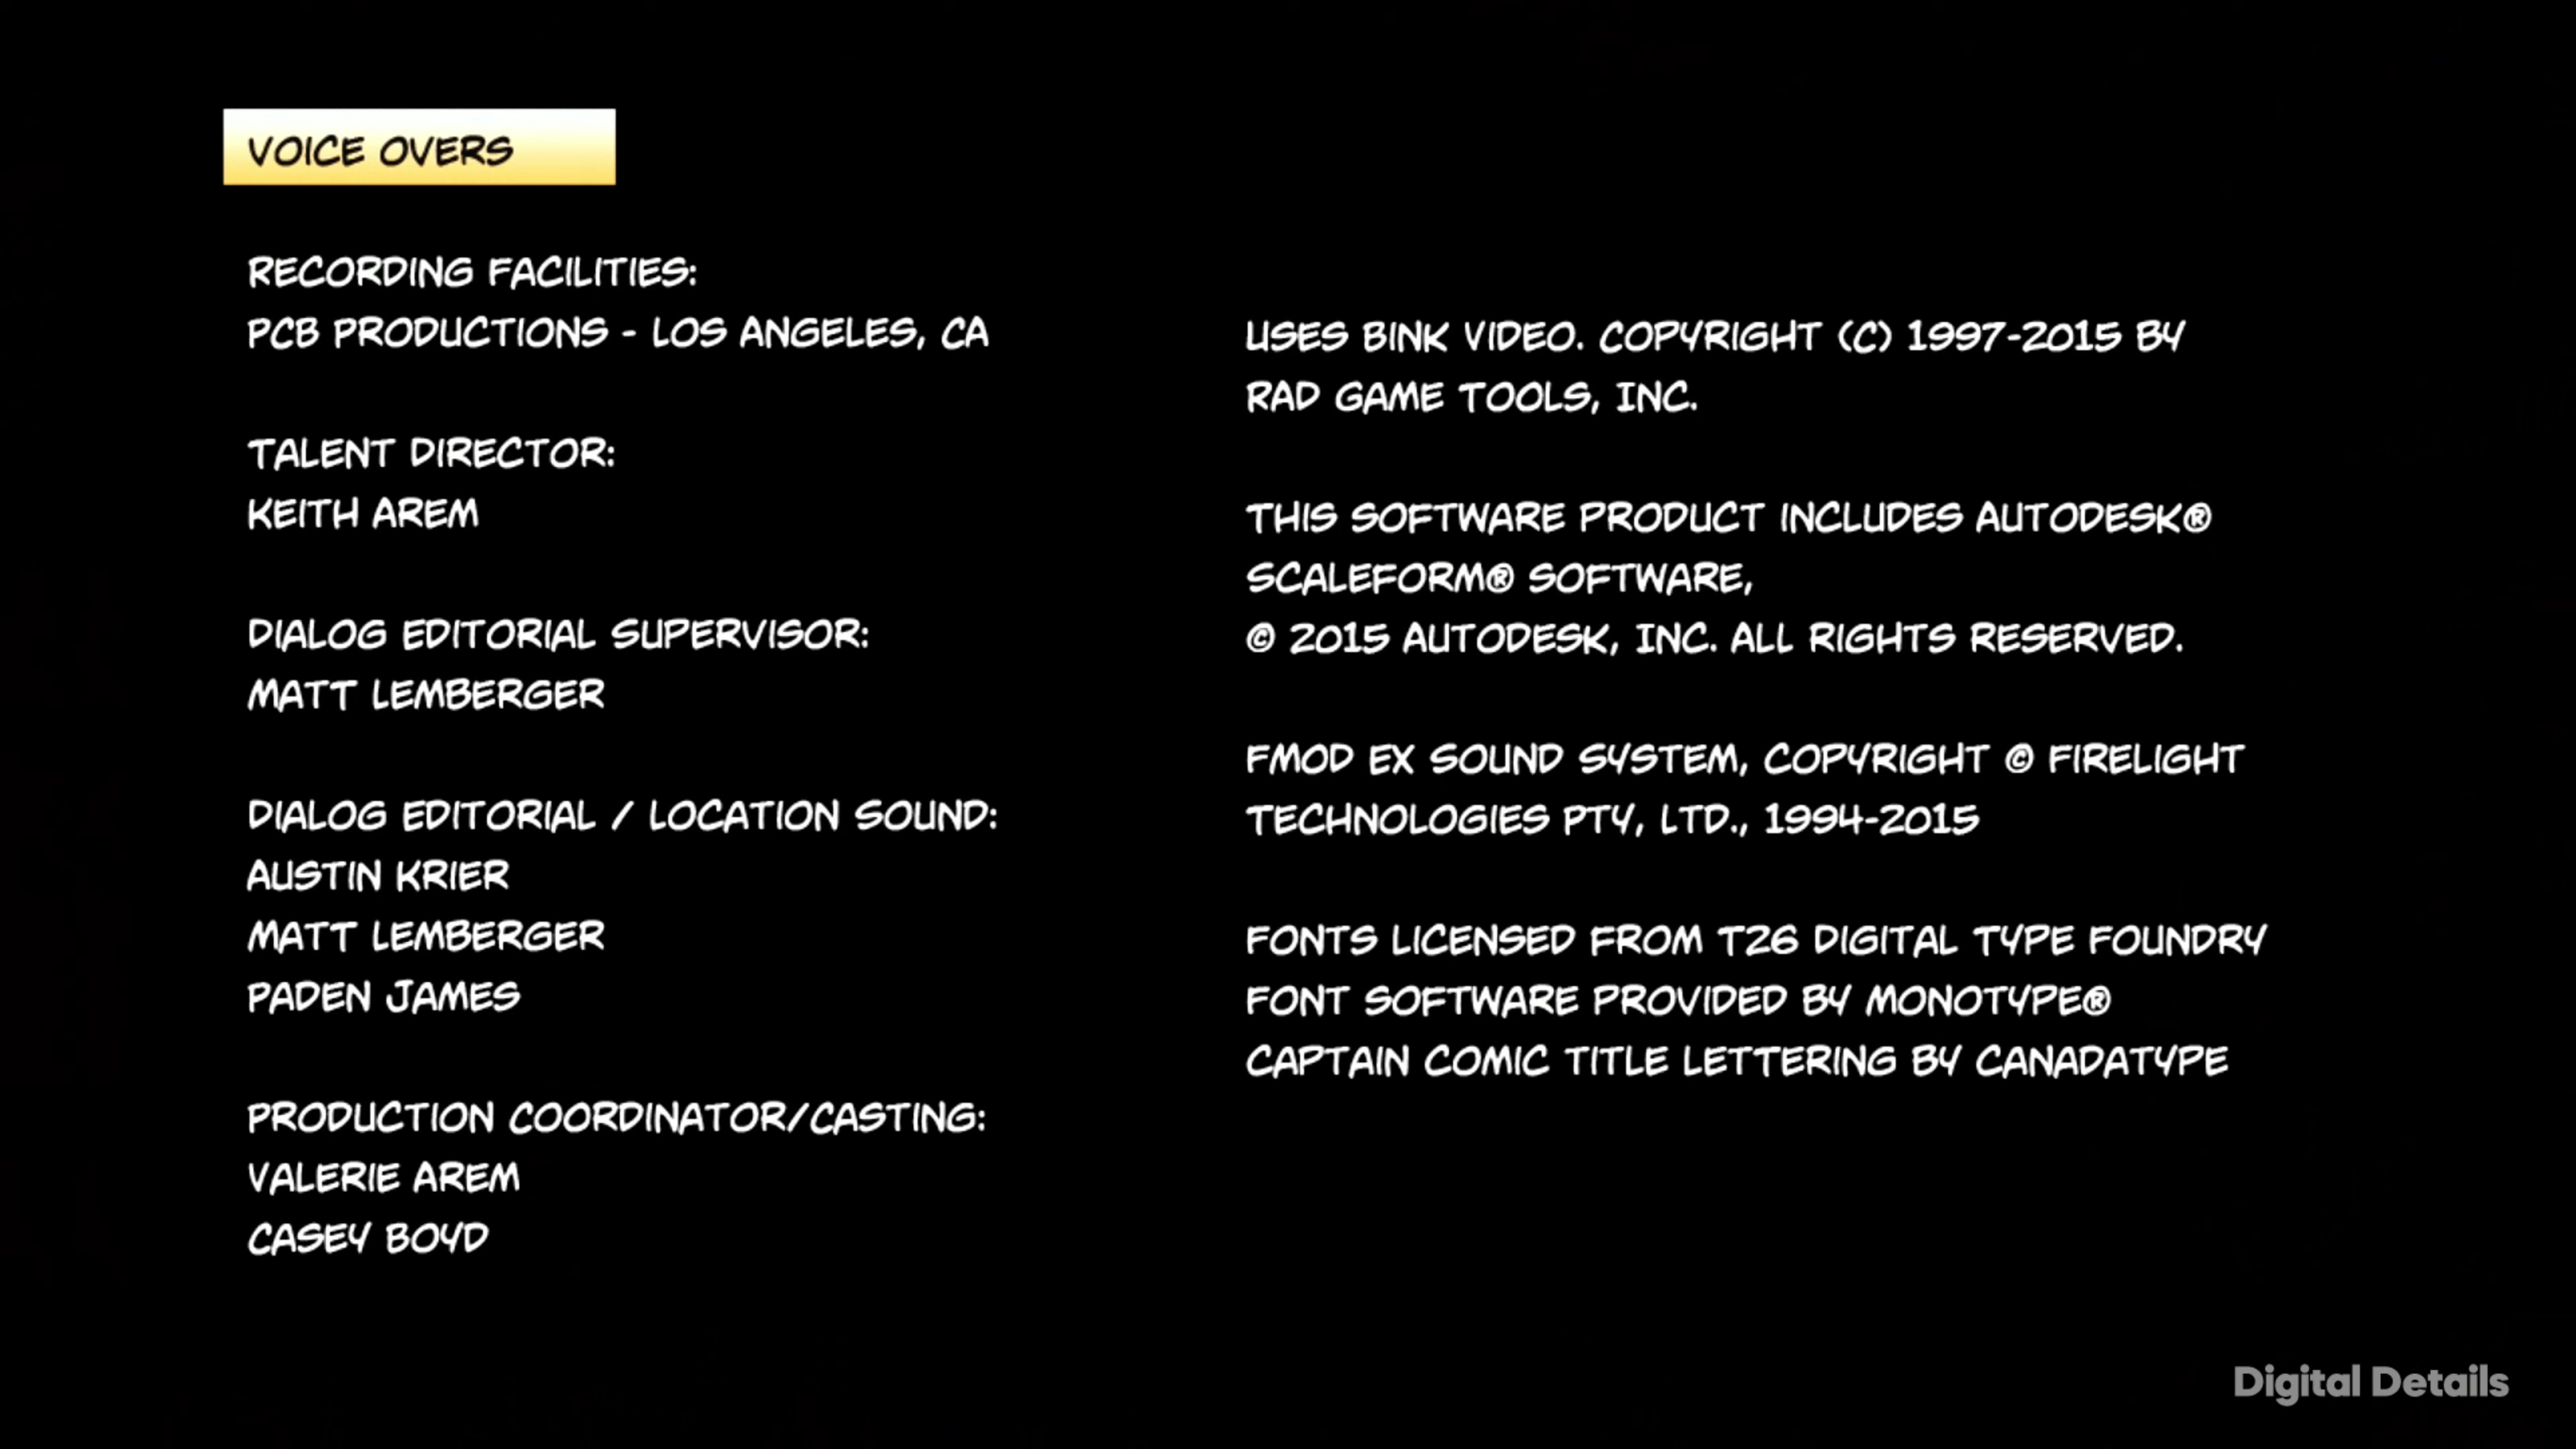 VOICE OVERS
RECORDING FACILITIES:
PCB PRODUCTIONS - LOS ANGELES, CA
TALENT DIRECTOR:
KEITH AREM
DIALOG EDITORIAL SUPERVISOR:
MATT LEMBERGER
DIALOG EDITORIAL / LOCATION SOUND:
AUSTIN KRIER
MATT LEMBERGER
PADEN JAMES
PRODUCTION COORDINATOR/CASTING:
VALERIE AREM
CASEY BOYD
USES BINK VIDEO. COPYRIGHT (C) 1997-2015 BY
RAD GAME TOOLS, INC.
THIS SOFTWARE PRODUCT INCLUDES AUTODESK®
SCALEFORM® SOFTWARE,
© 2015 AUTODESK, INC. ALL RIGHTS RESERVED.
FMOD EX SOUND SYSTEM, COPYRIGHT © FIRELIGHT
TECHNOLOGIES PTY, LTD., 1994-2015
FONTS LICENSED FROM T26 DIGITAL TYPE FOUNDRY
FONT SOFTWARE PROVIDED BY MONOTYPE®
CAPTAIN COMIC TITLE LETTERING BY CANADATYPE
Digital Details